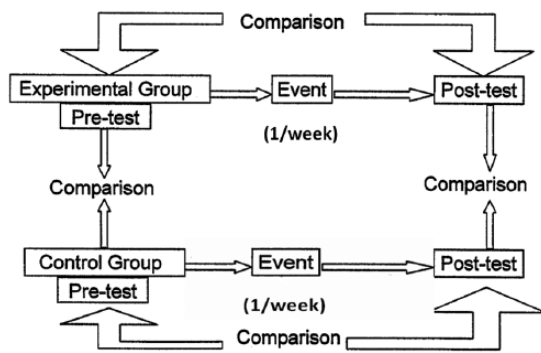 Comparison
Experimental Group
Event
Post-test
Pre-test
(1/week)
Comparison
Comparison
Control Group
Event
Post-test
Pre-test
(1/week)
Comparison